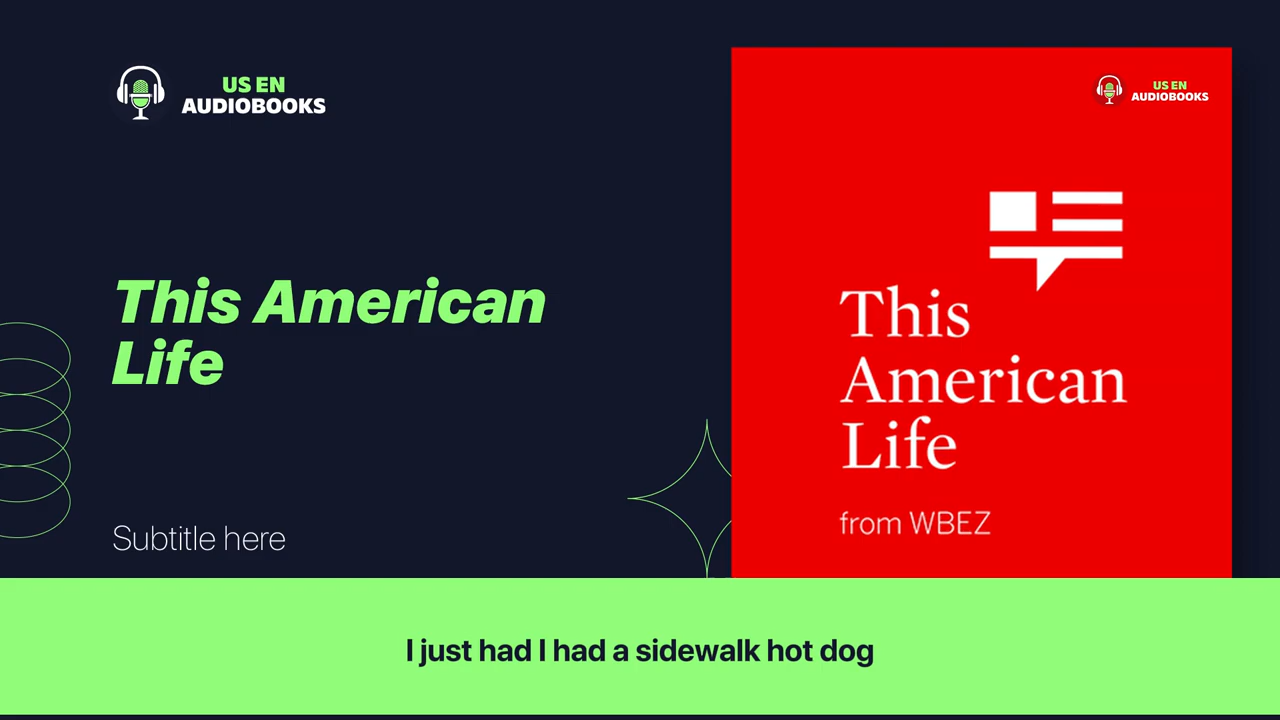 US EN
AUDIOBOOKS
US EN
AUDIOBOOKS
This American
Life
This
American
Life
from WBEZ
Subtitle here
I just had I had a sidewalk hot dog